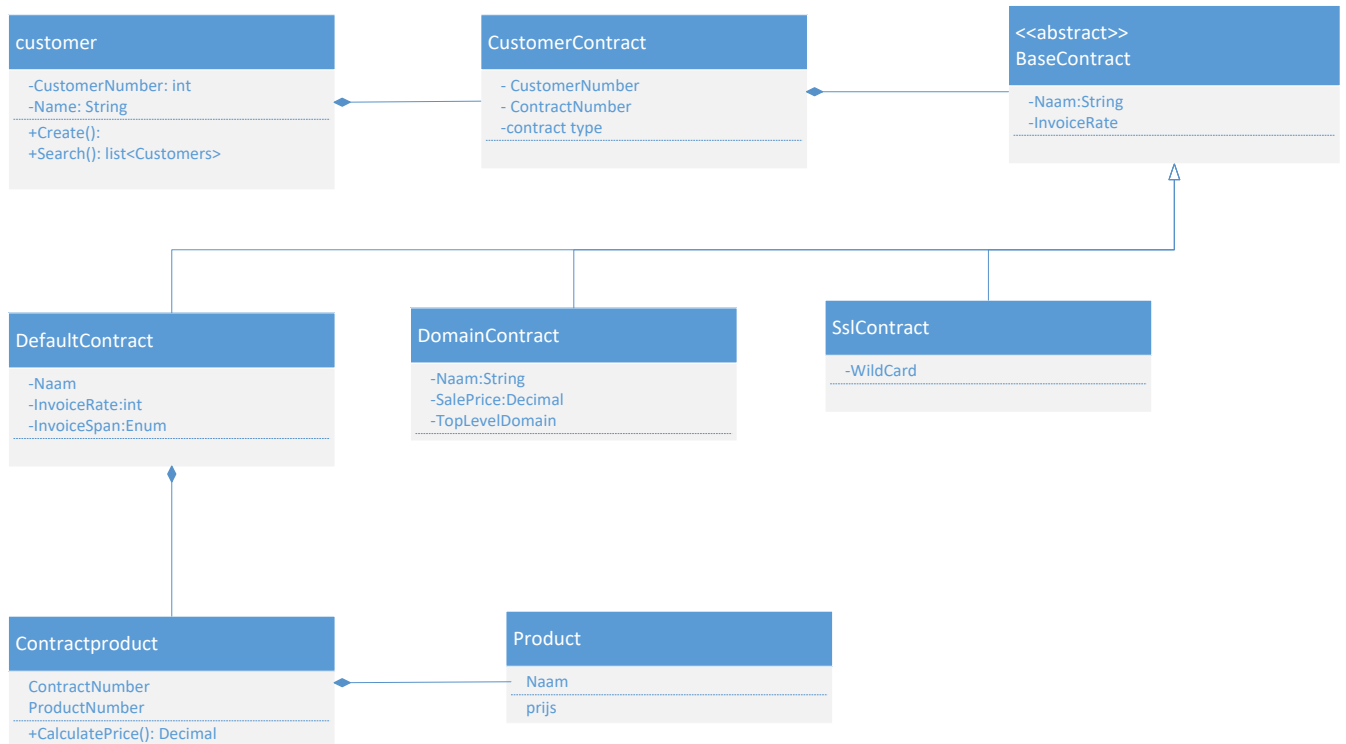 customer
-CustomerNumber: int
-Name: String
+Create():
+Search(): list<Customers>
CustomerContract
- CustomerNumber
- ContractNumber
-contract type
<<abstract>>
BaseContract
-Naam:String
-InvoiceRate
DefaultContract
-Naam
-InvoiceRate:int
-InvoiceSpan:Enum
DomainContract
-Naam:String
-SalePrice:Decimal
-TopLevelDomain
SslContract
-WildCard
Contractproduct
ContractNumber
ProductNumber
+CalculatePrice(): Decimal
Product
Naam
prijs